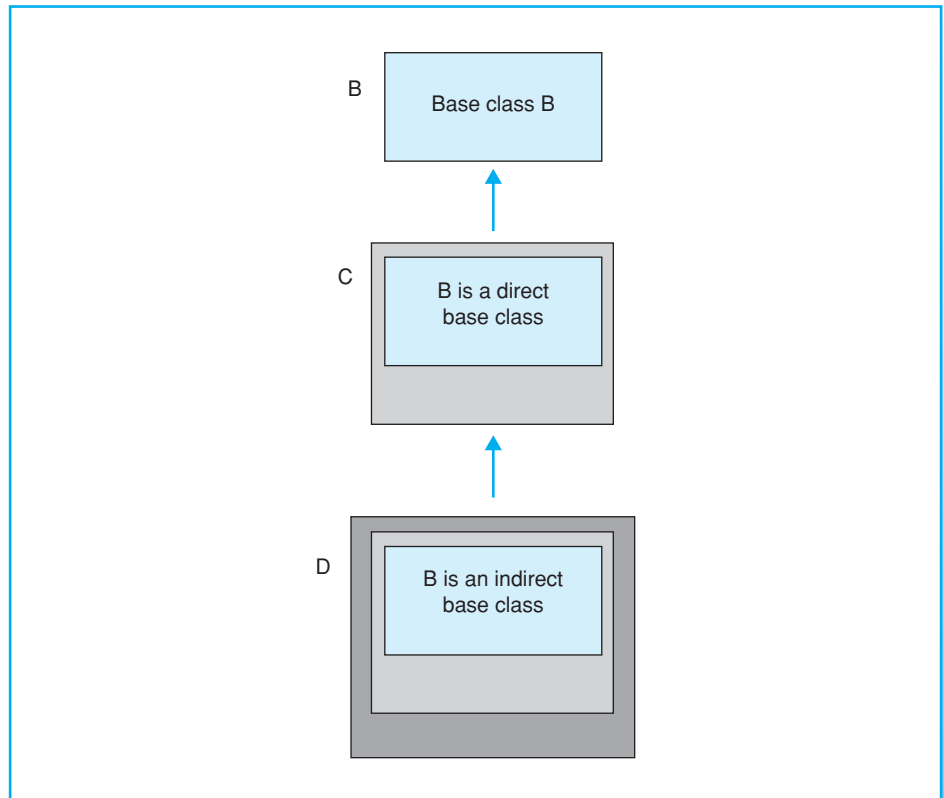 B
Base class B
C
B is a direct
base class
D
B is an indirect
base class